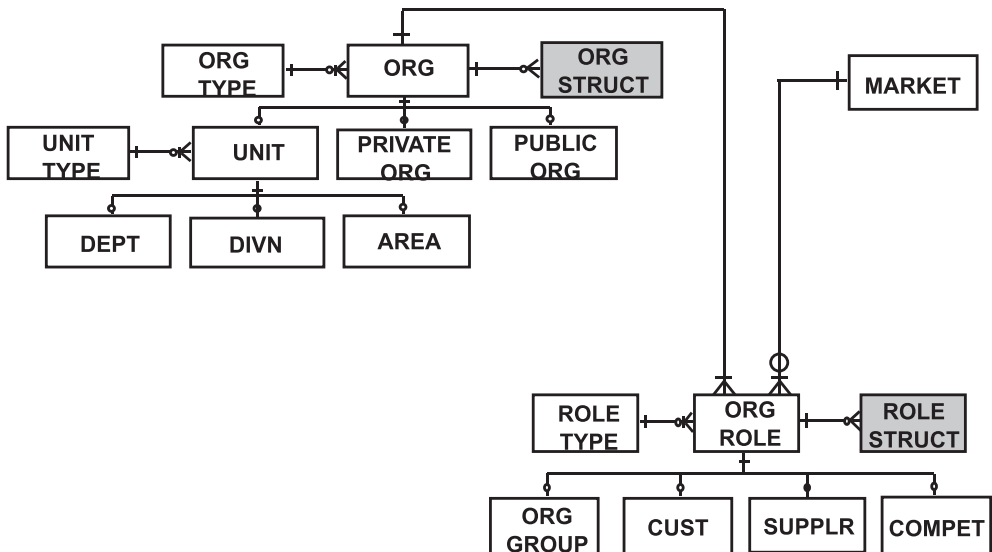 ORG
TYPE
ORG
ORG
STRUCT
MARKET
UNIT
TYPE
UNIT
PRIVATE
ORG
PUBLIC
ORG
DEPT
DIVN
AREA
ROLE
TYPE
ORG
ROLE
ROLE
STRUCT
ORG
GROUP
CUST
SUPPLR
COMPET